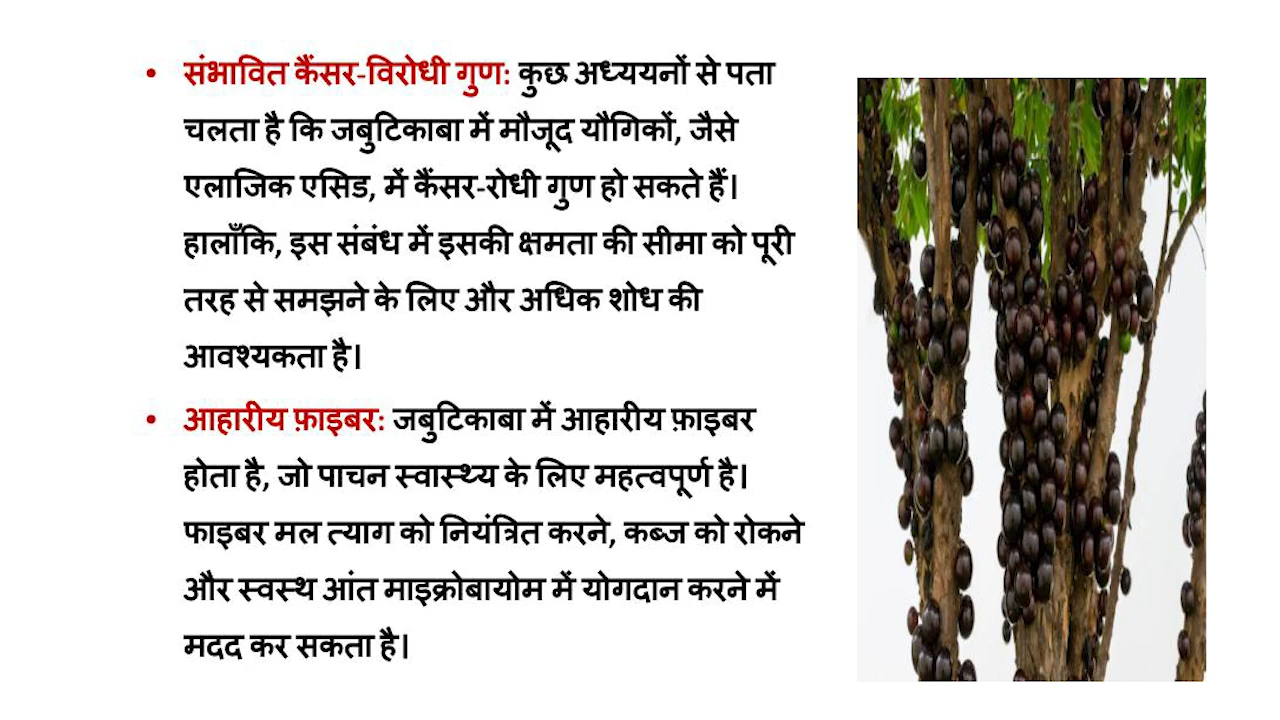 • संभावित कैंसर-विरोधी गुण: कुछ अध्ययनों से पता
चलता है कि जबुटिकाबा में मौजूद यौगिकों, जैसे
एलाजिक एसिड, में कैंसर-रोधी गुण हो सकते हैं।
हालाँकि, इस संबंध में इसकी क्षमता की सीमा को पूरी
तरह से समझने के लिए और अधिक शोध की
आवश्यकता है।
• आहारीय फ़ाइबर: जबुटिकाबा में आहारीय फ़ाइबर
होता है, जो पाचन स्वास्थ्य के लिए महत्वपूर्ण है।
फाइबर मल त्याग को नियंत्रित करने, कब्ज को रोकने
और स्वस्थ आंत माइक्रोबायोम में योगदान करने में
मदद कर सकता है।